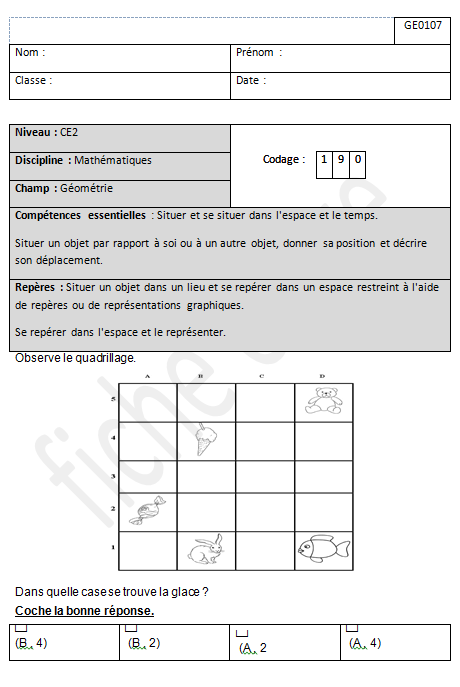 GE0107
Nom :
Prénom :
Classe :
Date :
Niveau : CE2
Discipline : Mathématiques
Codage : 1 9 0
Champ : Géométrie
Compétences essentielles : Situer et se situer dans l'espace et le temps.
Situer un objet par rapport à soi ou à un autre objet, donner sa position et décrire
son déplacement.
Repères : Situer un objet dans un lieu et se repérer dans un espace restreint à l'aide
de repères ou de représentations graphiques.
Se repérer dans l'espace et le représenter.
Observe le quadrillage.
A B C D
5
4
3
2
1
Dans quelle case se trouve la glace ?
Coche la bonne réponse.
(B , 4) (B , 2) (A , 2 (A , 4)
fiche